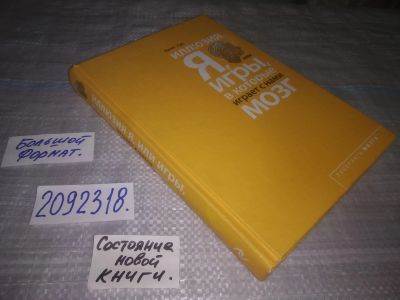 ИЛЛЮЗИЯ
Я,
или
ИГРЫ,
в которые
играет с нами
МОЗГ
ИЛЛЮЗИЯ Я, ИЛИ ИГРЫ,
Большой
формат.
2092318.
Состояние
новой
книги.